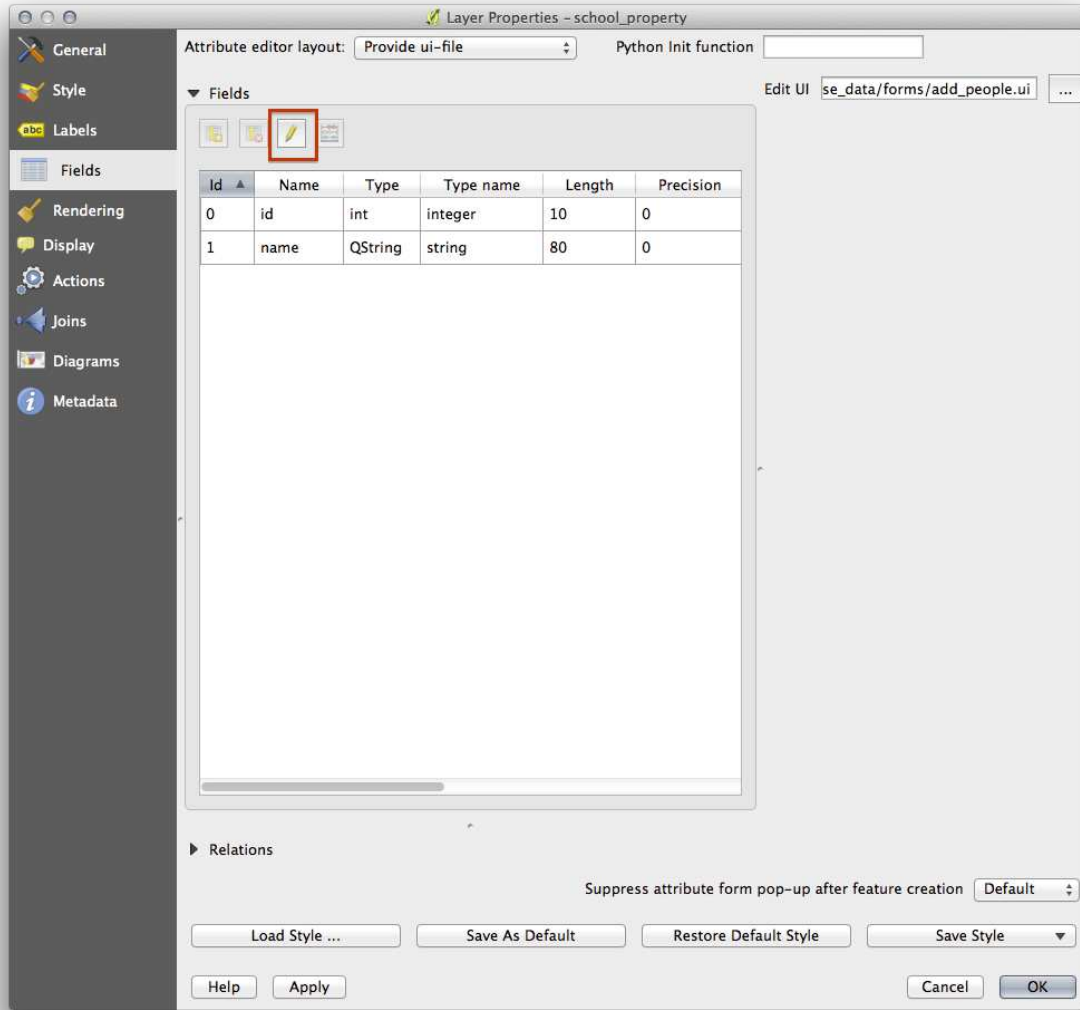 Layer Properties - school_property
General
Style
abc Labels
Fields
Rendering
Display
Actions
Joins
Diagrams
Metadata
Attribute editor layout: Provide ui-file Python Init function
Fields
Edit UI se_data/forms/add_people.ui ...
Id Name Type Type name Length Precision
0 id int integer 10 0
1 name QString string 80 0
Relations
Suppress attribute form pop-up after feature creation Default
Load Style ... Save As Default Restore Default Style Save Style
Help Apply Cancel OK